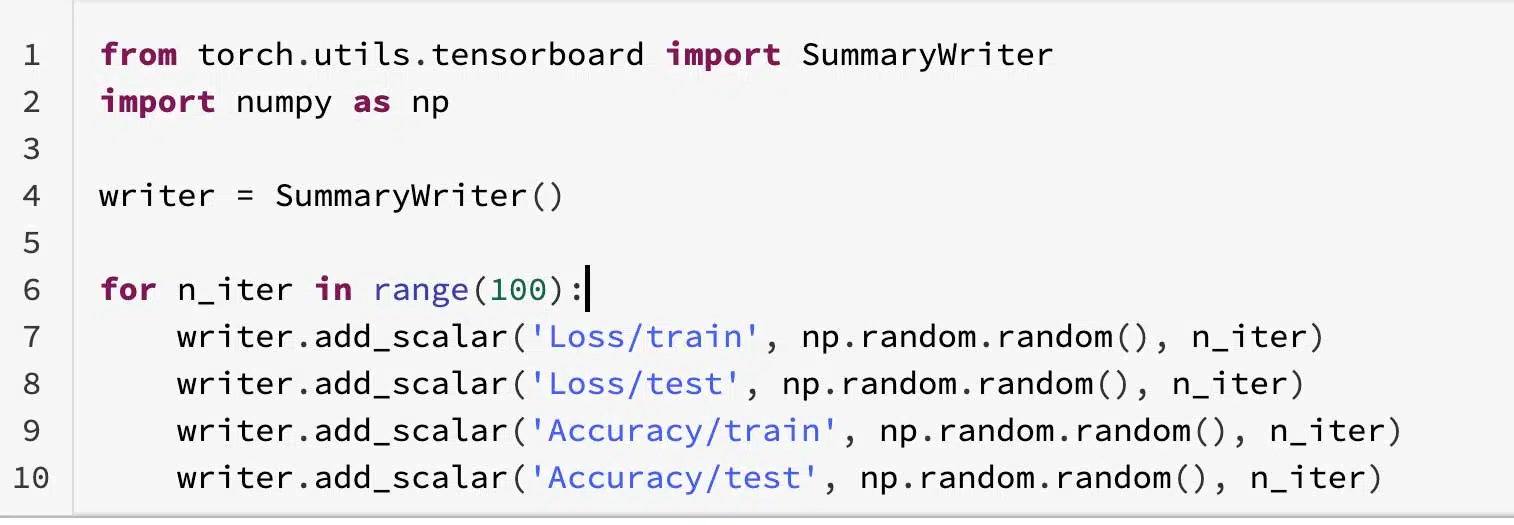 1 from torch.utils.tensorboard import SummaryWriter
2 import numpy as np
3
4 writer = SummaryWriter()
5
6 for n_iter in range(100):
7     writer.add_scalar('Loss/train', np.random.random(), n_iter)
8     writer.add_scalar('Loss/test', np.random.random(), n_iter)
9     writer.add_scalar('Accuracy/train', np.random.random(), n_iter)
10     writer.add_scalar('Accuracy/test', np.random.random(), n_iter)